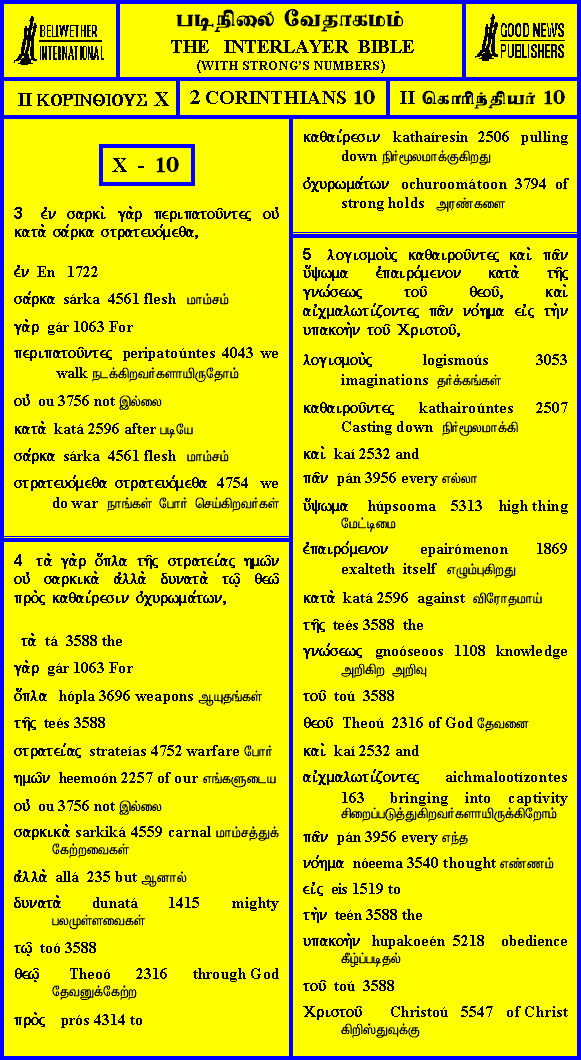 BELLWETHER
INTERNATIONAL
படிநிலை வேதாகமம்
THE INTERLAYER BIBLE
(WITH STRONG'S NUMBERS)
GOOD NEWS
PUBLISHERS
II ΚΟΡΙΝΘΙΟΥΣ X
2 CORINTHIANS 10
II கொரிந்தியர் 10
X - 10
3 ἐν σαρκὶ γὰρ περιπατοῦντες οὐ
κατὰ σάρκα στρατευόμεθα,
ἐν En 1722
σάρκα sárka 4561 flesh மாம்சம்
γὰρ gár 1063 For
περιπατοῦντες peripatoúntes 4043 we
walk நடக்கிறவர்களாயிருதோம்
οὐ ou 3756 not இல்லை
κατὰ katá 2596 after படியே
σάρκα sárka 4561 flesh மாம்சம்
στρατευόμεθα στρατευόμεθα 4754 we
do war நாங்கள் போர் செய்கிறவர்கள்
4 τὰ γὰρ ὅπλα τῆς στρατείας ημῶν
οὐ σαρκικὰ ἀλλὰ δυνατὰ τῷ θεῷ
πρὸς καθαίρεσιν ὀχυρωμάτων,
τὰ tá 3588 the
γὰρ gár 1063 For
ὅπλα hópla 3696 weapons ஆயுதங்கள்
τῆς teés 3588
στρατείας strateías 4752 warfare போர்
ημῶν heemoón 2257 of our எங்களுடைய
οὐ ou 3756 not இல்லை
σαρκικὰ sarkiká 4559 carnal மாம்சத்துக்
கேற்றவைகள்
ἀλλὰ allá 235 but ஆனால்
δυνατὰ dunatá 1415 mighty
பலமுள்ளவைகள்
τῷ toó 3588
θεῷ Theoó 2316 through God
தேவனுக்கேற்ற
πρὸς prós 4314 to
καθαίρεσιν kathaíresin 2506 pulling
down நிர்மூலமாக்குகிறது
ὀχυρωμάτων ochuroomátoon 3794 of
strong holds அரண்களை
5 λογισμοὺς καθαιροῦντες καὶ πᾶν
ὕψωμα ἐπαιρόμενον κατὰ τῆς
γνώσεως τοῦ θεοῦ, καὶ
αἰχμαλωτίζοντες πᾶν νόημα εἰς τὴν
υπακοὴν τοῦ Χριστοῦ,
λογισμοὺς logismoús 3053
imaginations தர்க்கங்கள்
καθαιροῦντες kathairoúntes 2507
Casting down நிர்மூலமாக்கி
καὶ kaí 2532 and
πᾶν pán 3956 every எல்லா
ὕψωμα húpsooma 5313 high thing
மேட்டிமை
ἐπαιρόμενον epairómenon 1869
exalteth itself எழும்புகிறது
κατὰ katá 2596 against விரோதமாய்
τῆς teés 3588 the
γνώσεως gnoóseoos 1108 knowledge
அறிகிற அறிவு
τοῦ toú 3588
θεοῦ Theoú 2316 of God தேவனை
καὶ kaí 2532 and
αἰχμαλωτίζοντες aichmalootízontes
163 bringing into captivity
சிறைப்படுத்துகிறவர்களாயிருக்கிறோம்
πᾶν pán 3956 every எந்த
νόημα nóeema 3540 thought எண்ணம்
εἰς eis 1519 to
τὴν teén 3588 the
υπακοὴν hupakoeén 5218 obedience
கீழ்ப்படிதல்
τοῦ toú 3588
Χριστοῦ Christoú 5547 of Christ
கிறிஸ்துவுக்கு